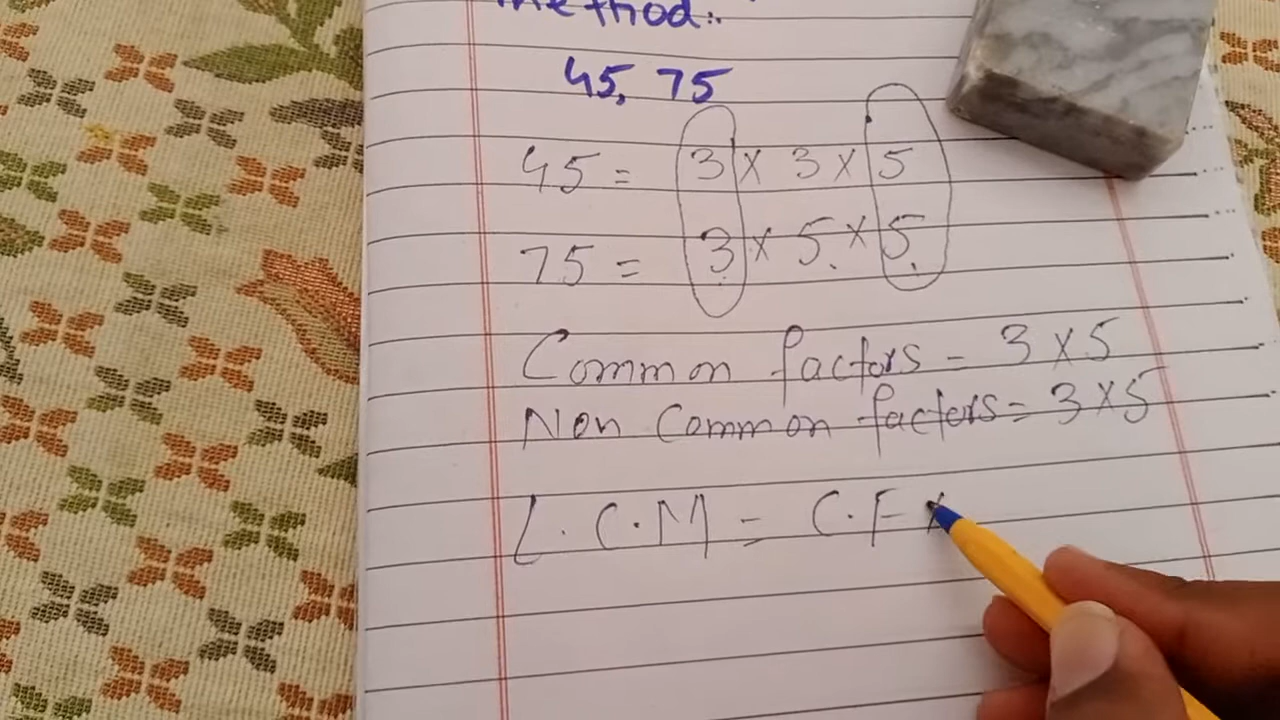 method:
45, 75
45 = 3 x 3 x 5
75 = 3 x 5 x 5
Common factors = 3 x 5
Non Common factors = 3 x 5
L.C.M = C.F x